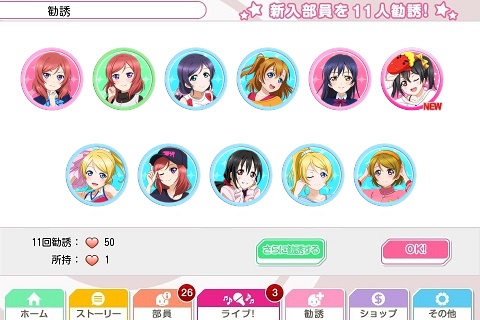 勧誘
新入部員を11人勧誘!
NEW
11回勧誘： 50
所持： 1
さらに勧誘する
OK!
26
3
ホーム
ストーリー
部員
ライブ!
勧誘
ショップ
その他